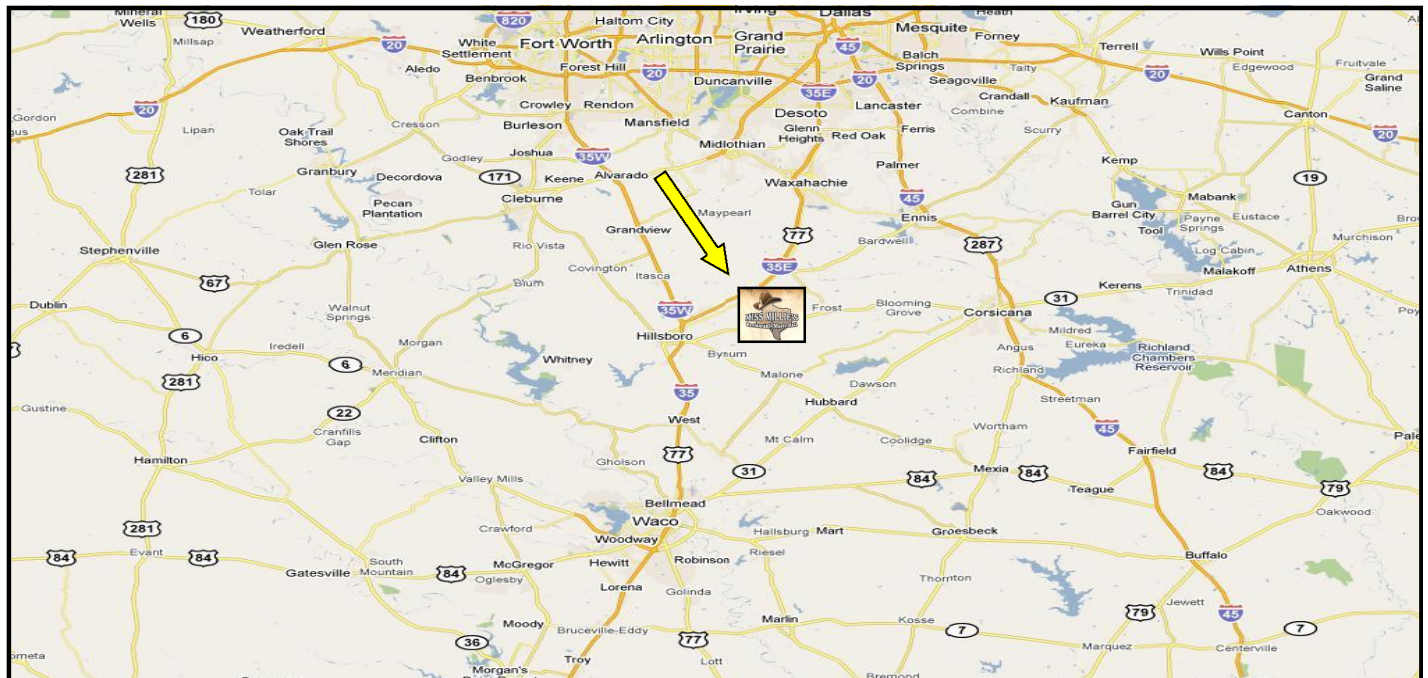 Mineral
Wells
180
820
Haltom City
Irving
Dallas
Heath
Weatherford
Millsap
20
White
Settlement
Fort Worth
Arlington
Grand
Prairie
45
Mesquite
Forney
Terrell
Wills Point
Fruitvale
Edgewood
Aledo
Benbrook
Forest Hill
20
Duncanville
35E
20
Balch
Springs
Seagoville
Talty
20
Grand
Saline
Gordon
20
Lipan
Cresson
Crowley
Rendon
Burleson
Mansfield
Desoto
Lancaster
Crandall
Combine
Kaufman
Canton
20
Oak Trail
Shores
Granbury
Godley
Joshua
35W
Midlothian
Glenn
Heights
Red Oak
Ferris
Scurry
281
Tolar
Decordova
171
Keene
Alvarado
Cleburne
Waxahachie
Palmer
45
Kemp
19
Mabank
Pecan
Plantation
Maypearl
Ennis
Gun
Barrel City
Payne
Springs
Eustace
Tool
Log Cabin
Murchison
Stephenville
Glen Rose
Rio Vista
Grandview
77
Bardwell
287
Malakoff
Athens
67
Covington
Itasca
35E
Blum
Kerens
Trinidad
Dublin
Walnut
Springs
35W
MISS MILLIE'S
Frost
Blooming
Grove
Corsicana
31
6
Iredell
Morgan
Hillsboro
Bynum
Mildred
Eureka
Angus
Richland
Chambers
Reservoir
Hico
6
Meridian
Whitney
Malone
Dawson
Richland
281
35
Hubbard
Streetman
Gustine
22
Cranfills
Gap
Clifton
West
Mt Calm
Coolidge
Wortham
45
Hamilton
77
Gholson
31
Mexia
84
Fairfield
84
Valley Mills
84
Teague
79
Bellmead
Oakwood
281
Crawford
Waco
Hallsburg
Mart
Groesbeck
Woodway
84
Evant
84
South
Mountain
McGregor
Hewitt
Robinson
Riesel
Buffalo
Gatesville
84
Oglesby
Thornton
Lorena
Golinda
Jewett
79
45
Moody
Bruceville-Eddy
77
Marlin
Kosse
7
7
36
Marquez
Centerville
Troy
Lott
Morgan's
Bremond